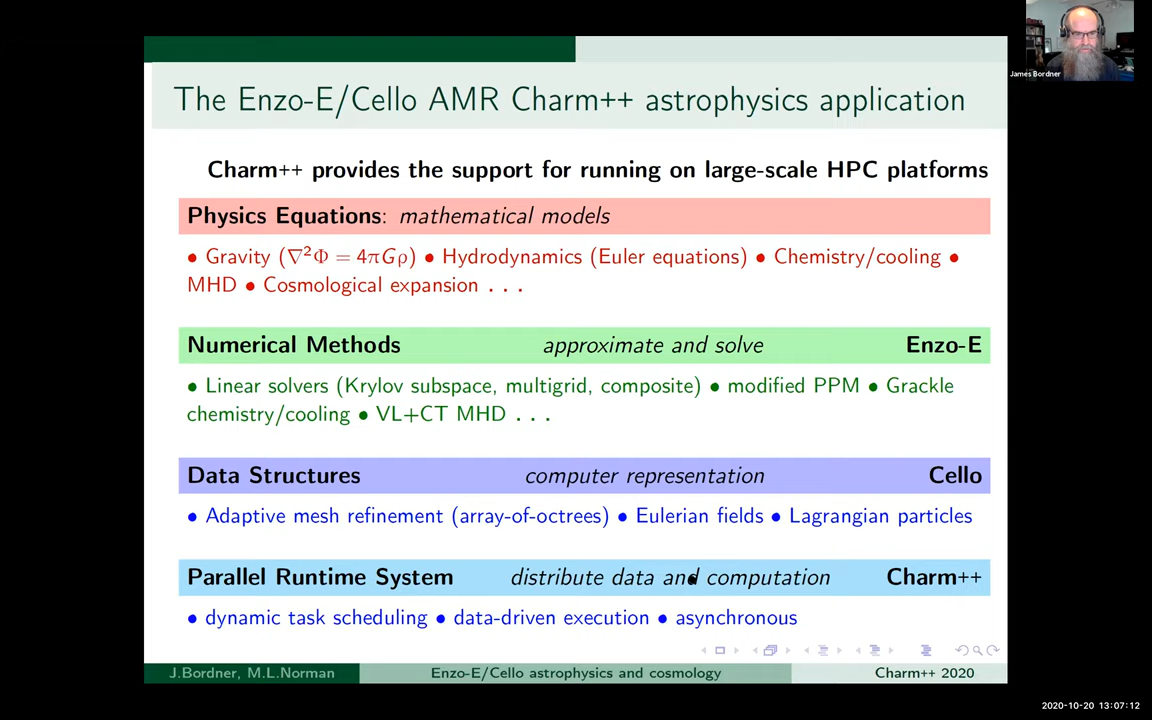 James Bordner
The Enzo-E/Cello AMR Charm++ astrophysics application
Charm++ provides the support for running on large-scale HPC platforms
Physics Equations: mathematical models
• Gravity (∇²Φ = 4πGρ) • Hydrodynamics (Euler equations) • Chemistry/cooling •
MHD • Cosmological expansion . . .
Numerical Methods approximate and solve Enzo-E
• Linear solvers (Krylov subspace, multigrid, composite) • modified PPM • Grackle
chemistry/cooling • VL+CT MHD . . .
Data Structures computer representation Cello
• Adaptive mesh refinement (array-of-octrees) • Eulerian fields • Lagrangian particles
Parallel Runtime System distribute data and computation Charm++
• dynamic task scheduling • data-driven execution • asynchronous
J.Bordner, M.L.Norman Enzo-E/Cello astrophysics and cosmology Charm++ 2020
2020-10-20 13:07:12